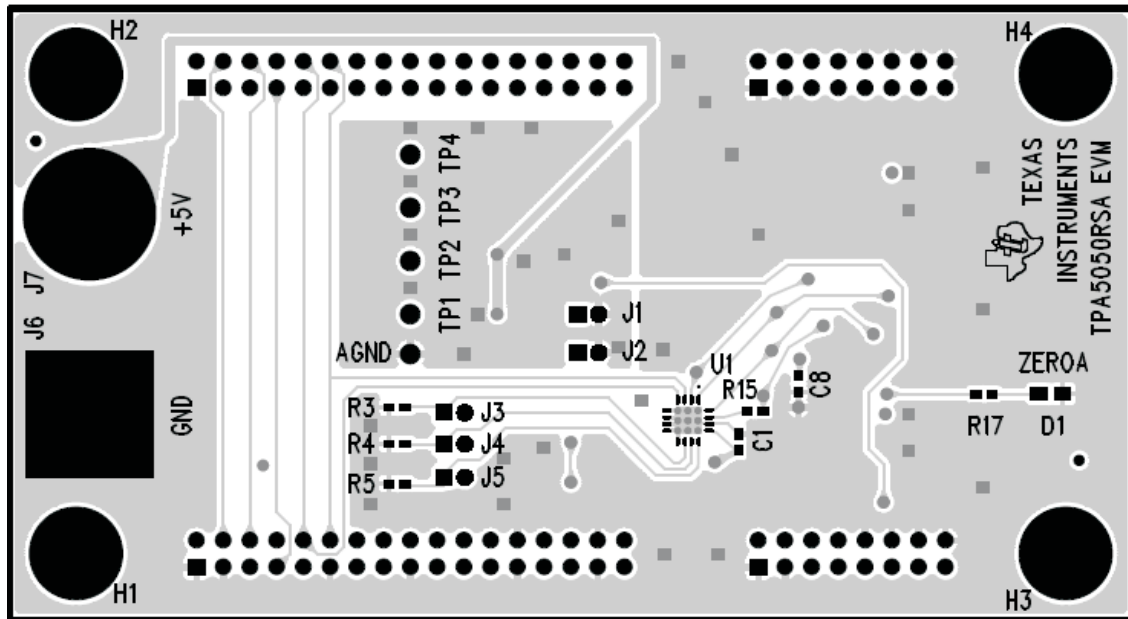 H2
H4
TP4
TP3
TP2
TP1
+5V
J7
J6
TEXAS
INSTRUMENTS
TPA5050RSA EVM
J1
J2
AGND
U1
R15
C8
ZEROA
GND
R3
J3
R4
J4
R5
J5
C1
R17
D1
H1
H3